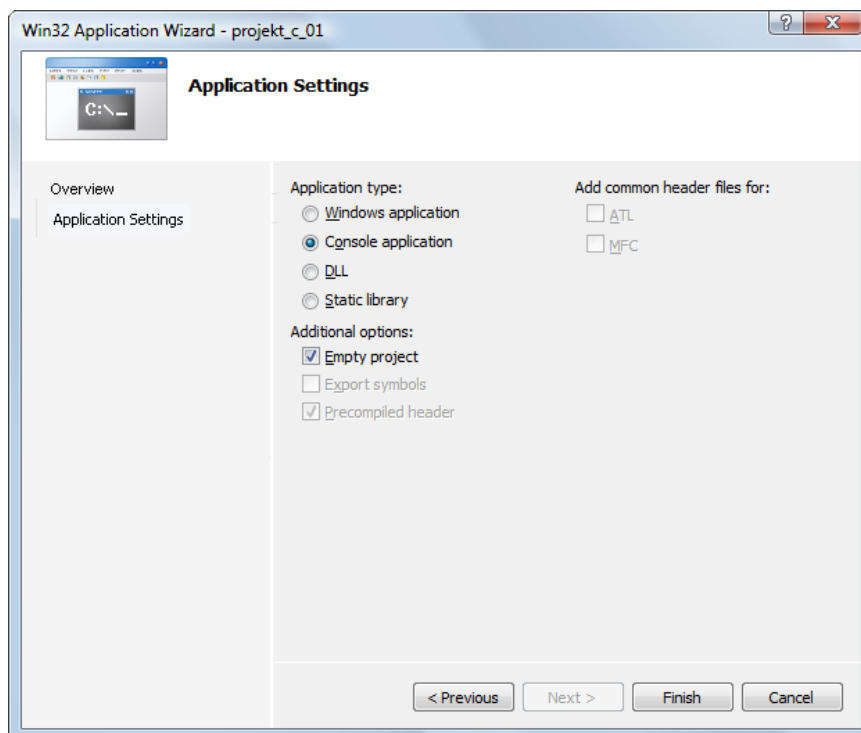 Win32 Application Wizard - projekt_c_01
C:\_
Application Settings
Overview
Application Settings
Application type:
Windows application
Console application
DLL
Static library
Additional options:
Empty project
Export symbols
Precompiled header
Add common header files for:
ATL
MFC
< Previous
Next >
Finish
Cancel